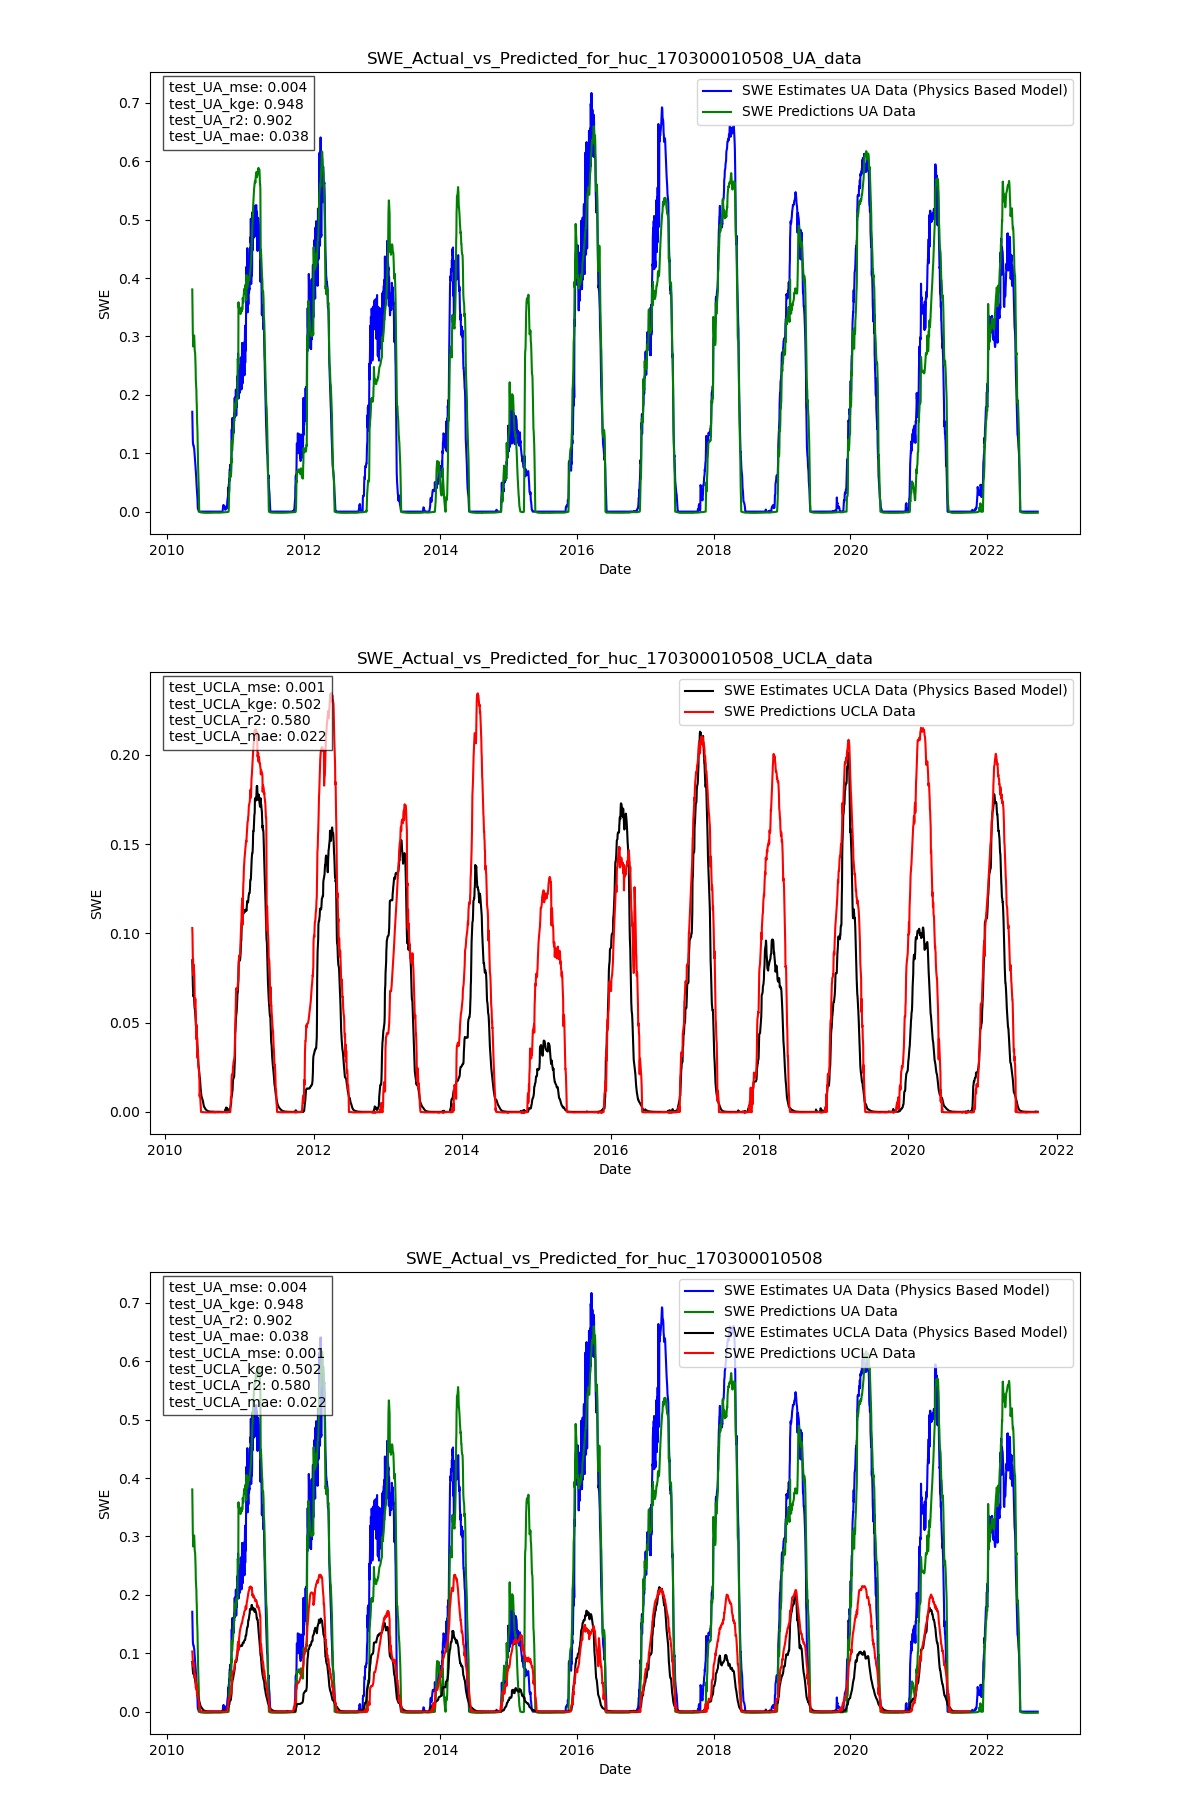 SWE_Actual_vs_Predicted_for_huc_170300010508_UA_data
test_UA_mse: 0.004
test_UA_kge: 0.948
test_UA_r2: 0.902
test_UA_mae: 0.038
SWE Estimates UA Data (Physics Based Model)
SWE Predictions UA Data
0.7
0.6
0.5
0.4
0.3
0.2
0.1
0.0
SWE
2010 2012 2014 2016 2018 2020 2022
Date
SWE_Actual_vs_Predicted_for_huc_170300010508_UCLA_data
test_UCLA_mse: 0.001
test_UCLA_kge: 0.502
test_UCLA_r2: 0.580
test_UCLA_mae: 0.022
SWE Estimates UCLA Data (Physics Based Model)
SWE Predictions UCLA Data
0.20
0.15
0.10
0.05
0.00
SWE
2010 2012 2014 2016 2018 2020 2022
Date
SWE_Actual_vs_Predicted_for_huc_170300010508
test_UA_mse: 0.004
test_UA_kge: 0.948
test_UA_r2: 0.902
test_UA_mae: 0.038
test_UCLA_mse: 0.001
test_UCLA_kge: 0.502
test_UCLA_r2: 0.580
test_UCLA_mae: 0.022
SWE Estimates UA Data (Physics Based Model)
SWE Predictions UA Data
SWE Estimates UCLA Data (Physics Based Model)
SWE Predictions UCLA Data
0.7
0.6
0.5
0.4
0.3
0.2
0.1
0.0
SWE
2010 2012 2014 2016 2018 2020 2022
Date